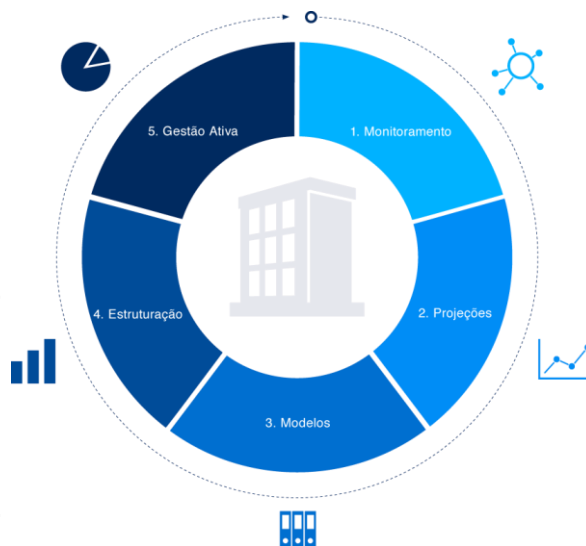 1. Monitoramento
2. Projeções
3. Modelos
4. Estruturação
5. Gestão Ativa